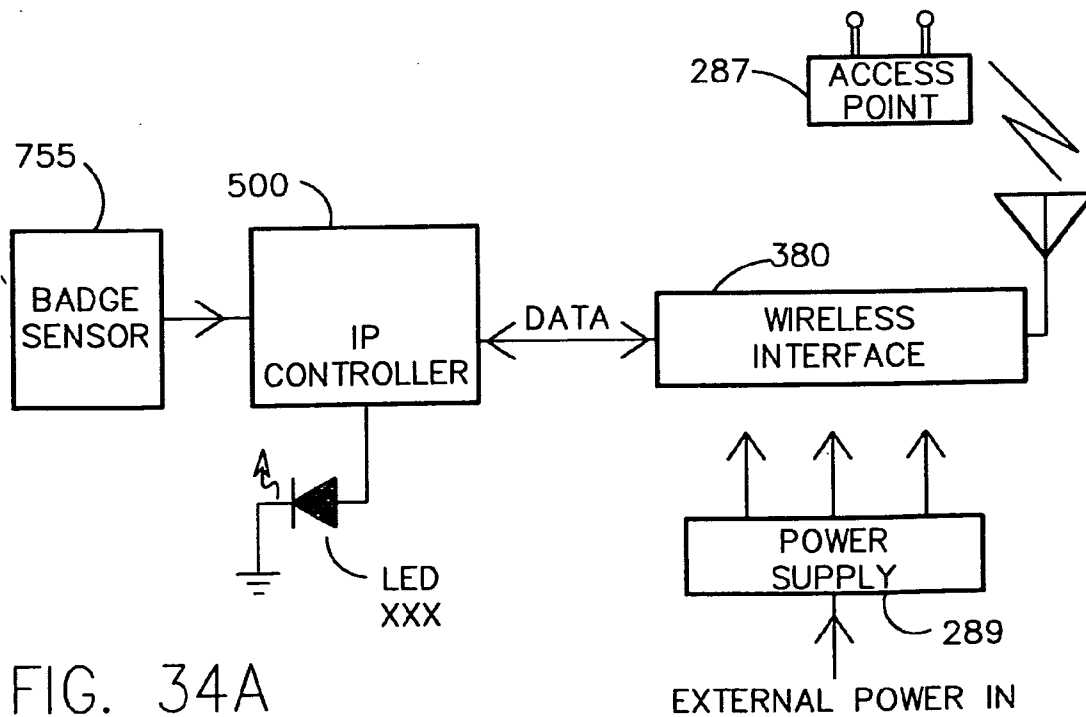 287
ACCESS
POINT
755
500
BADGE
SENSOR
IP
CONTROLLER
DATA
380
WIRELESS
INTERFACE
LED
XXX
POWER
SUPPLY
289
EXTERNAL POWER IN
FIG. 34A